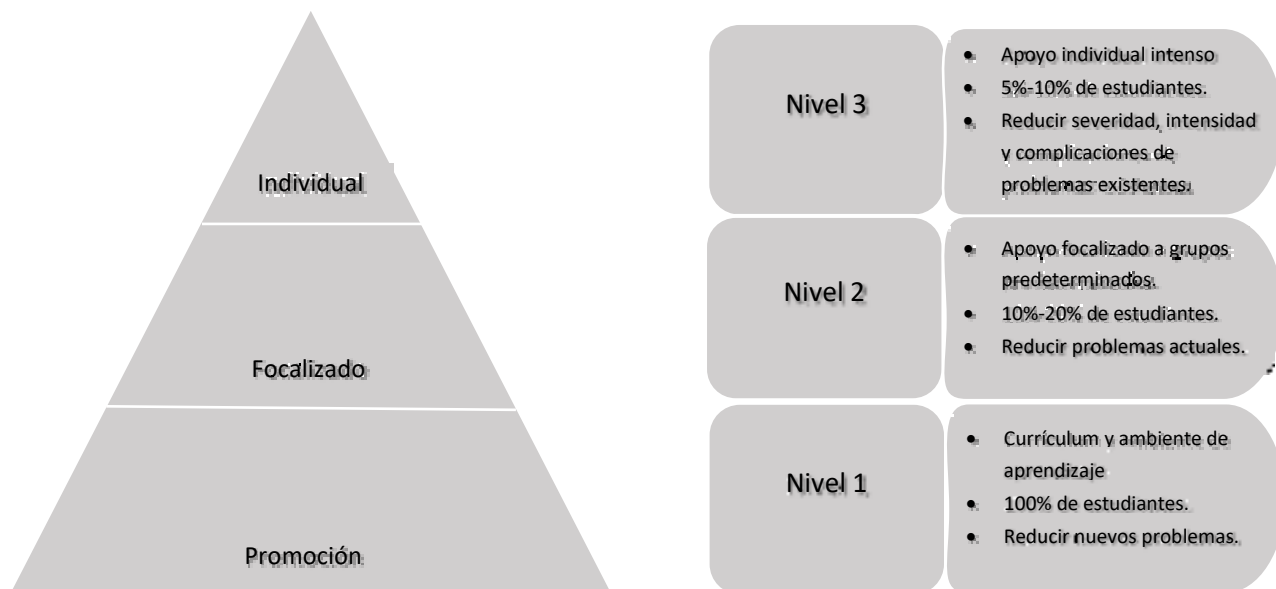 Individual
Focalizado
Promoción
Nivel 3
• Apoyo individual intenso
• 5%-10% de estudiantes.
• Reducir severidad, intensidad
y complicaciones de
problemas existentes.
Nivel 2
• Apoyo focalizado a grupos
predeterminados.
• 10%-20% de estudiantes.
• Reducir problemas actuales.
Nivel 1
• Currículum y ambiente de
aprendizaje
• 100% de estudiantes.
• Reducir nuevos problemas.